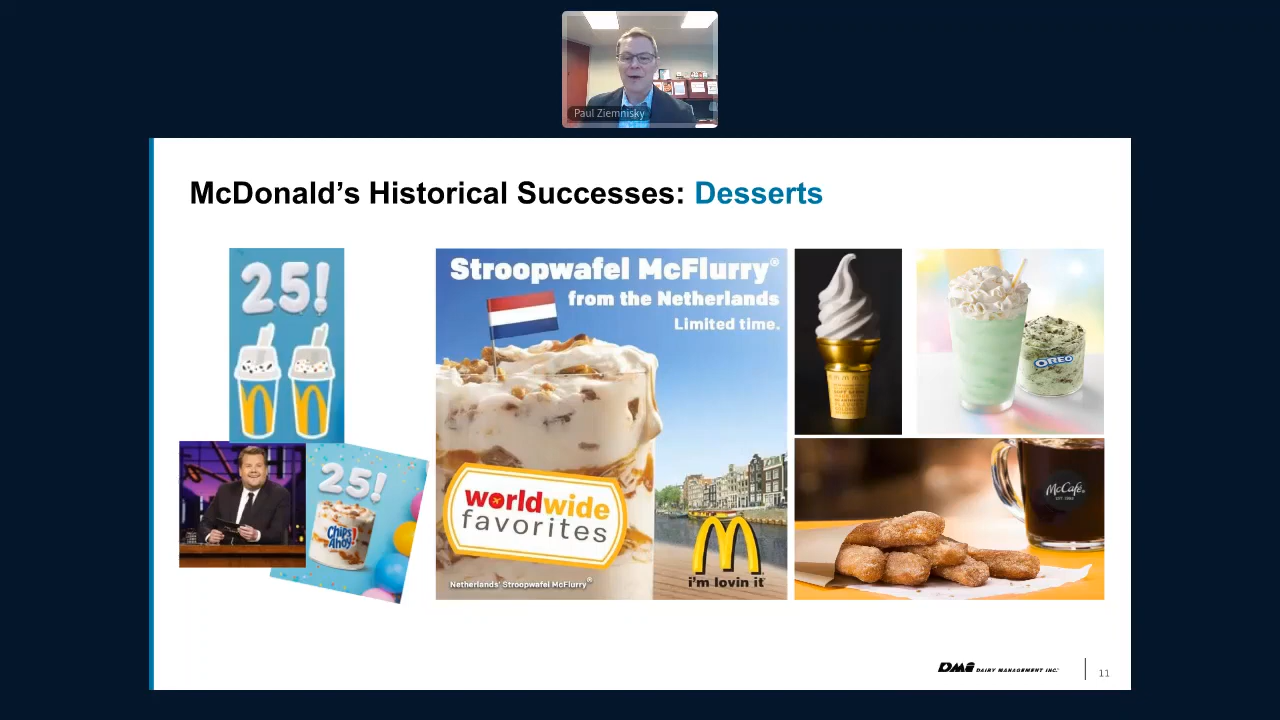 Paul Ziemnisky
McDonald's Historical Successes: Desserts
25!
25!
Chips
Ahoy!
Stroopwafel McFlurry®
from the Netherlands
Limited time.
worldwide
favorites
Netherlands' Stroopwafel McFlurry®
i'm lovin it
OREO
McCafé
DMI DAIRY MANAGEMENT INC.
11